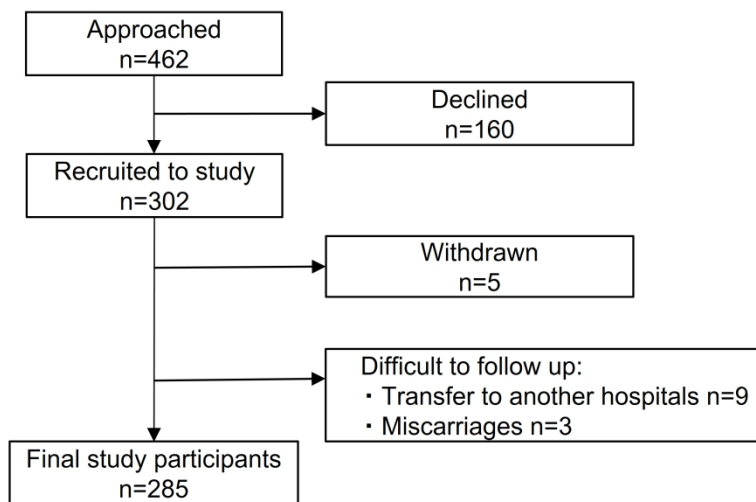 Approached
n=462
Declined
n=160
Recruited to study
n=302
Withdrawn
n=5
Difficult to follow up:
・Transfer to another hospitals n=9
・Miscarriages n=3
Final study participants
n=285